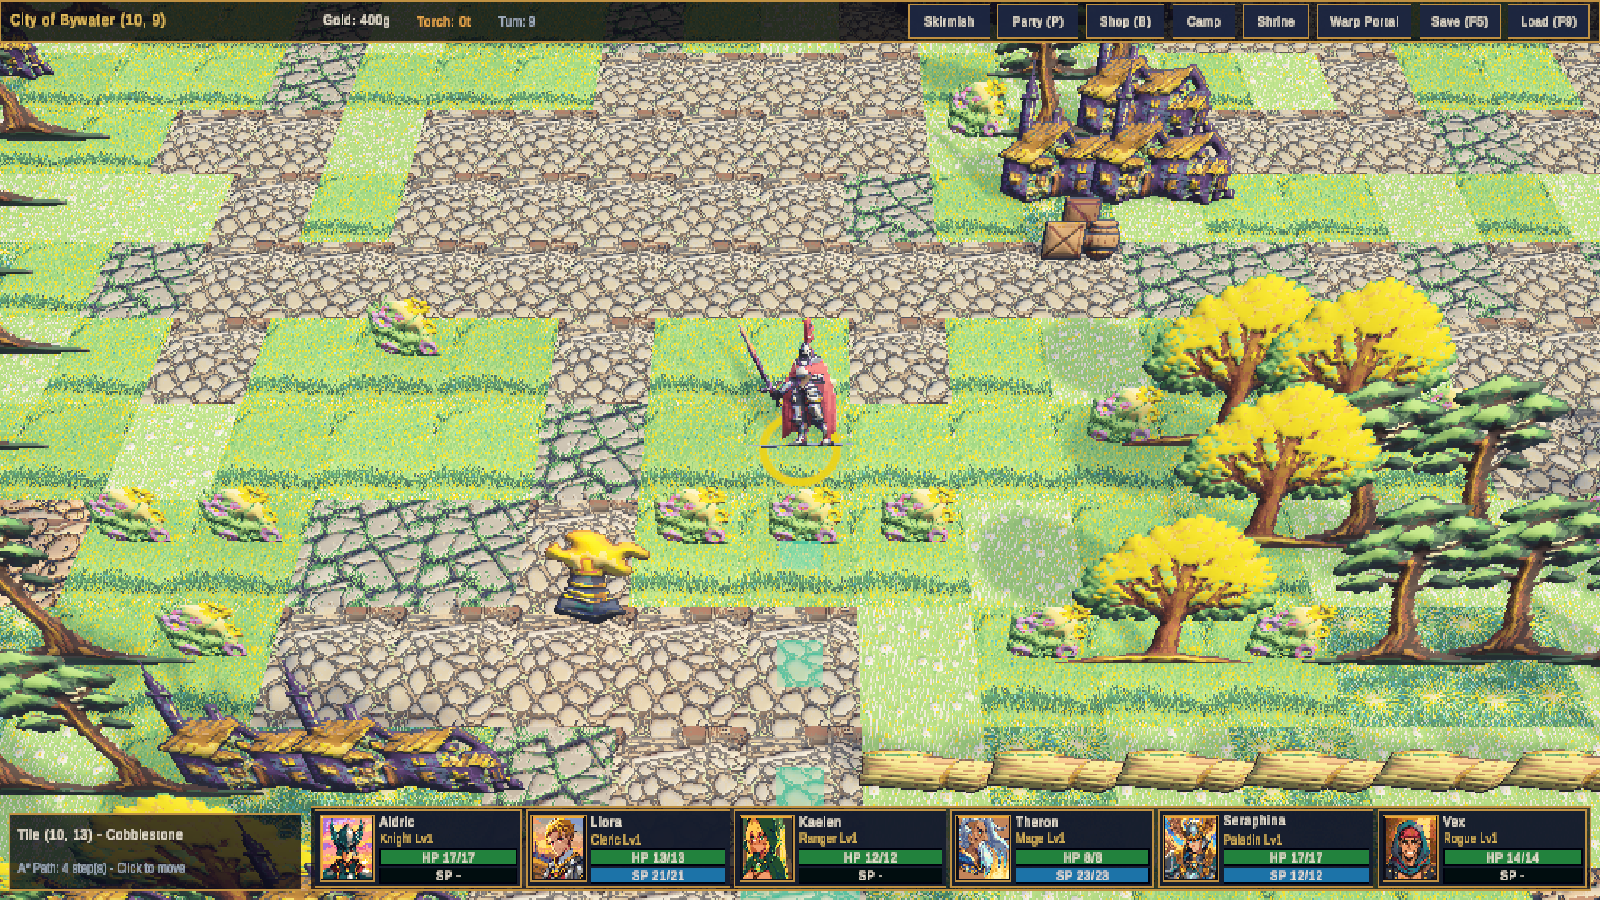 City of Bywater (10, 9)
Gold: 400g
Torch: 0t
Turn: 9
Skirmish
Party (P)
Shop (B)
Camp
Shrine
Warp Portal
Save (F5)
Load (F9)
Tile (10, 13) - Cobblestone
A* Path: 4 step(s) - Click to move
Aldric
Knight Lv1
HP 17/17
SP -
Liora
Cleric Lv1
HP 13/13
SP 21/21
Kaelen
Ranger Lv1
HP 12/12
SP -
Theron
Mage Lv1
HP 8/8
SP 23/23
Seraphina
Paladin Lv1
HP 17/17
SP 12/12
Vex
Rogue Lv1
HP 14/14
SP -